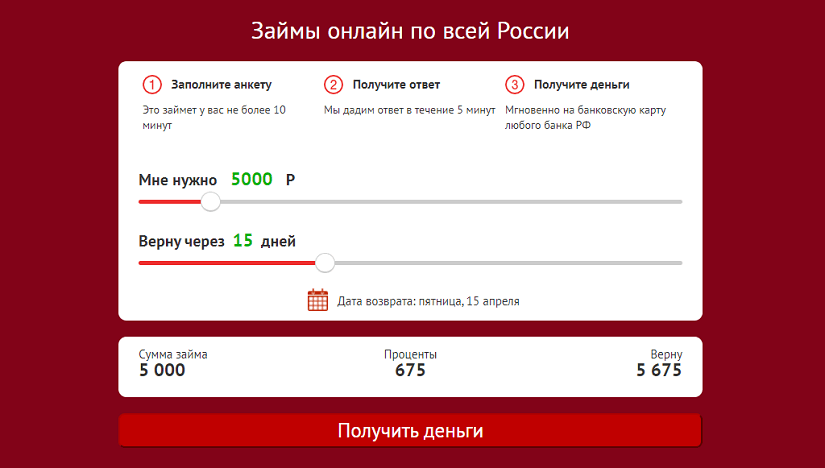 Займы онлайн по всей России
1 Заполните анкету
Это займет у вас не более 10
минут
2 Получите ответ
Мы дадим ответ в течение 5 минут
3 Получите деньги
Мгновенно на банковскую карту
любого банка РФ
Мне нужно 5000 Р
Верну через 15 дней
Дата возврата: пятница, 15 апреля
Сумма займа
5 000
Проценты
675
Верну
5 675
Получить деньги